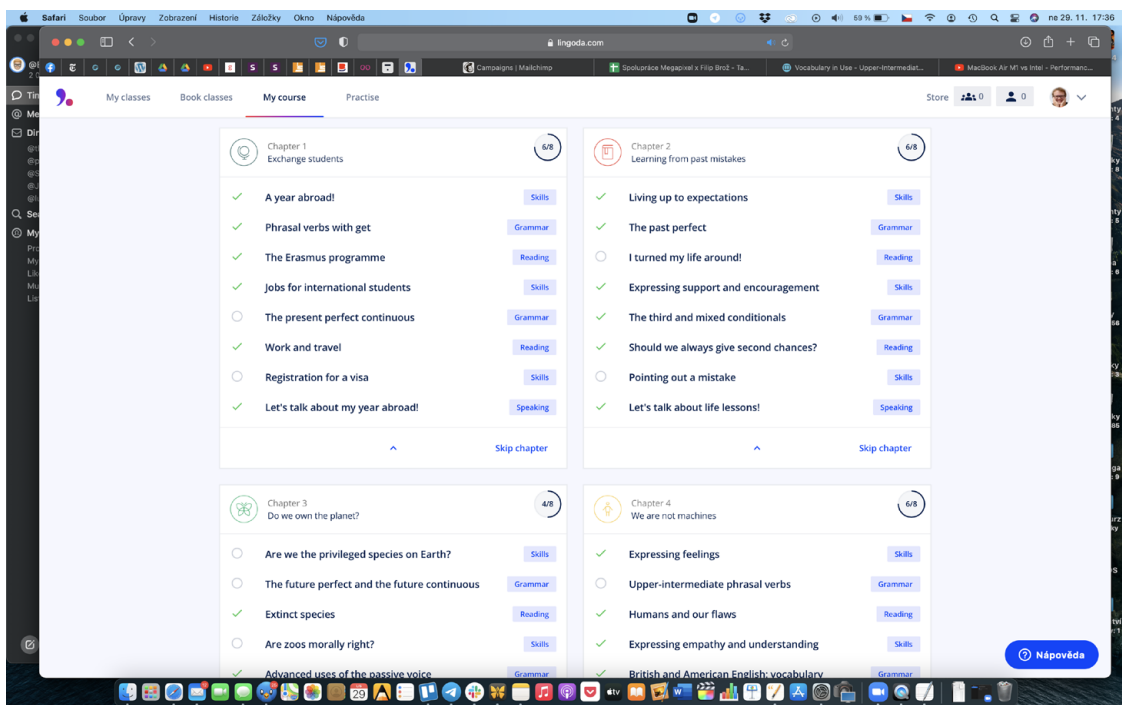 Safari Soubor Úpravy Zobrazení Historie Záložky Okno Nápověda 59 % ne 29. 11. 17:36
lingoda.com
Campaigns | Mailchimp
Spolupráce Megapixel x Filip Brož - Ta...
Vocabulary in Use - Upper-Intermediat...
MacBook Air M1 vs Intel - Performanc...
My classes Book classes My course Practise Store 0 0
Chapter 1
Exchange students
6/8
A year abroad! Skills
Phrasal verbs with get Grammar
The Erasmus programme Reading
Jobs for international students Skills
The present perfect continuous Grammar
Work and travel Reading
Registration for a visa Skills
Let's talk about my year abroad! Speaking
Skip chapter
Chapter 2
Learning from past mistakes
6/8
Living up to expectations Skills
The past perfect Grammar
I turned my life around! Reading
Expressing support and encouragement Skills
The third and mixed conditionals Grammar
Should we always give second chances? Reading
Pointing out a mistake Skills
Let's talk about life lessons! Speaking
Skip chapter
Chapter 3
Do we own the planet?
4/8
Are we the privileged species on Earth? Skills
The future perfect and the future continuous Grammar
Extinct species Reading
Are zoos morally right? Skills
Advanced uses of the passive voice Grammar
Chapter 4
We are not machines
6/8
Expressing feelings Skills
Upper-intermediate phrasal verbs Grammar
Humans and our flaws Reading
Expressing empathy and understanding Skills
British and American English: vocabulary Grammar
Nápověda